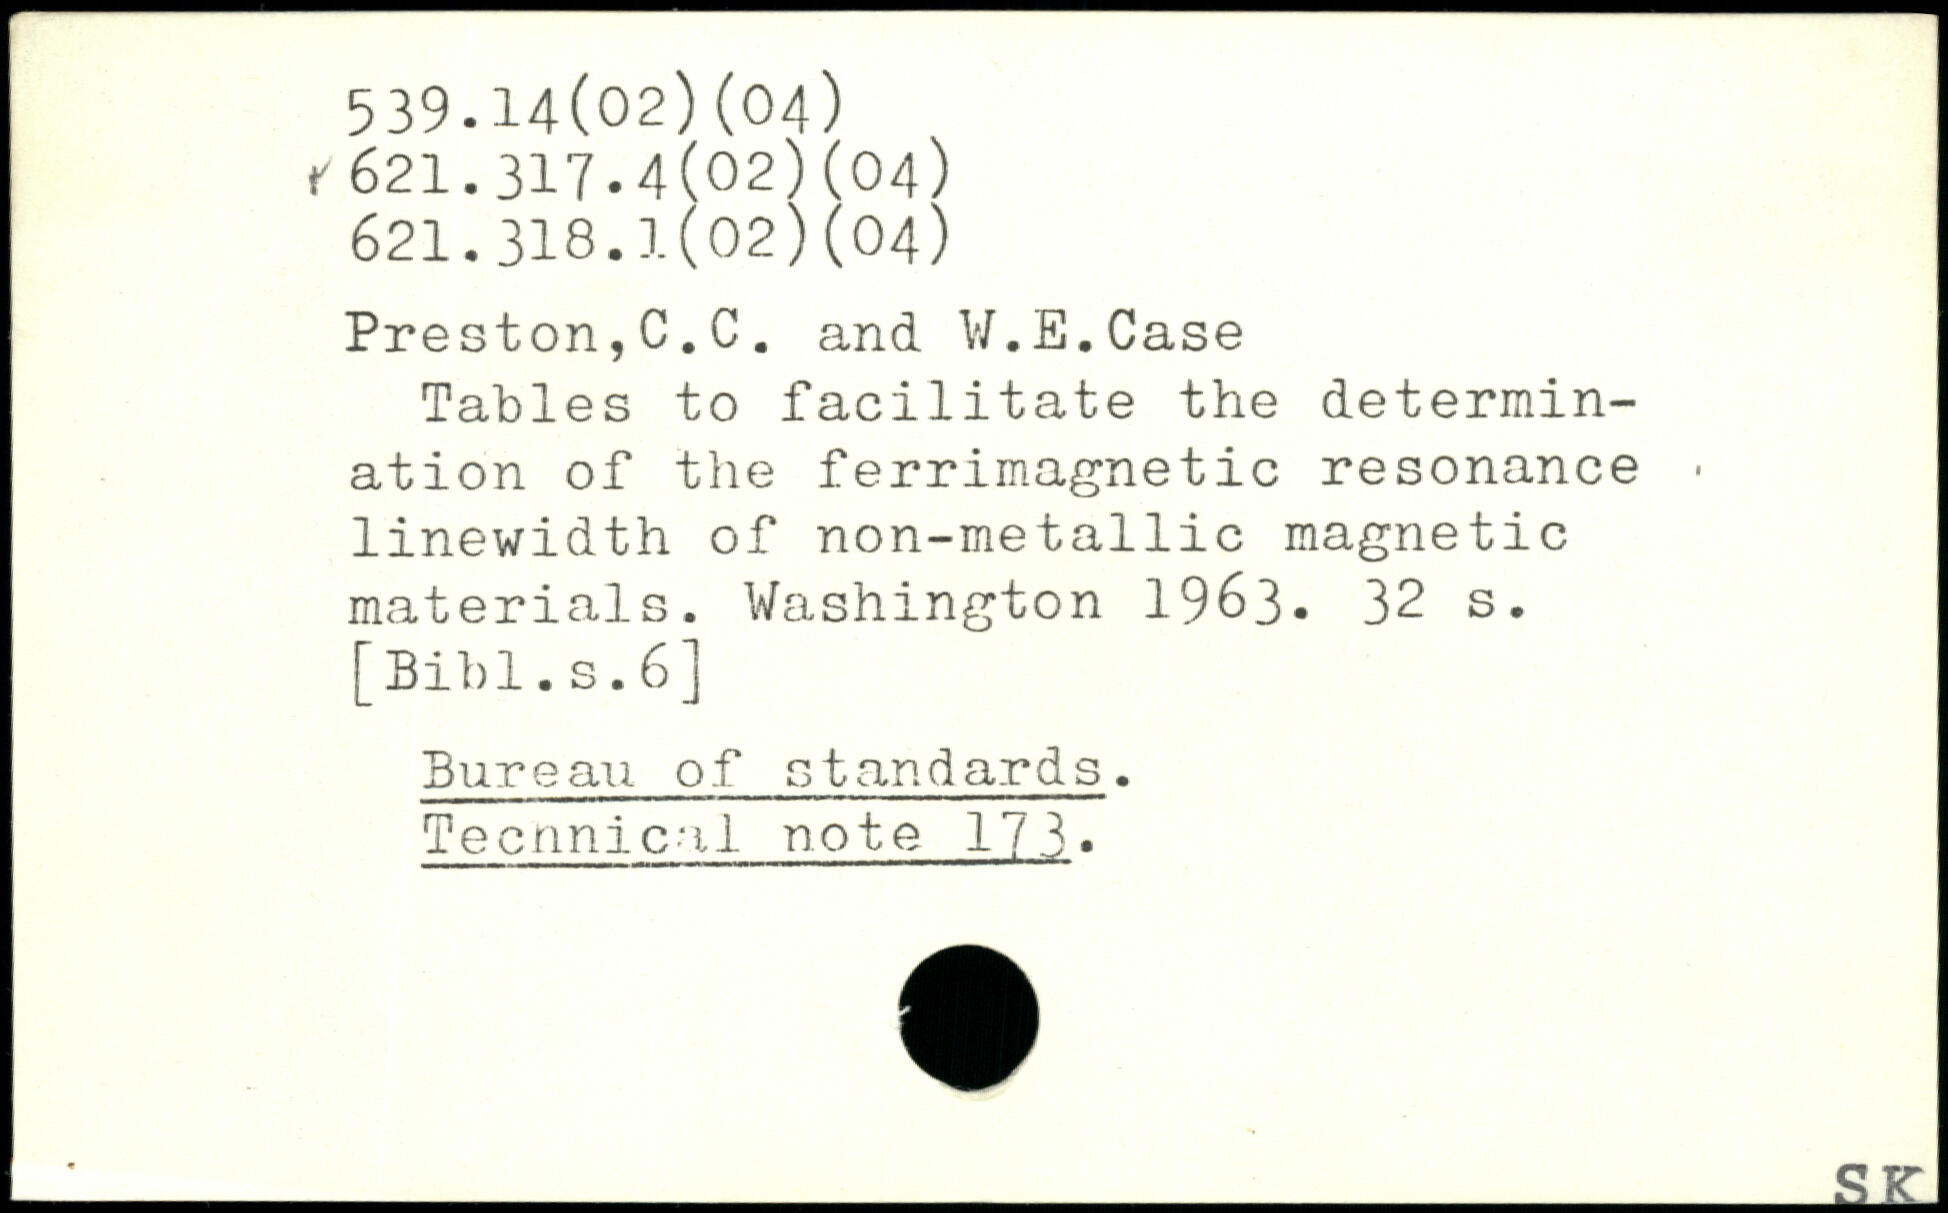 539.14(02)(04)
621.317.4(02)(04)
621.318.1(02)(04)
Preston,C.C. and W.E.Case
Tables to facilitate the determin-
ation of the ferrimagnetic resonance
linewidth of non-metallic magnetic
materials. Washington 1963. 32 s.
[Bibl.s.6]
Bureau of standards.
Technical note 173.
SK